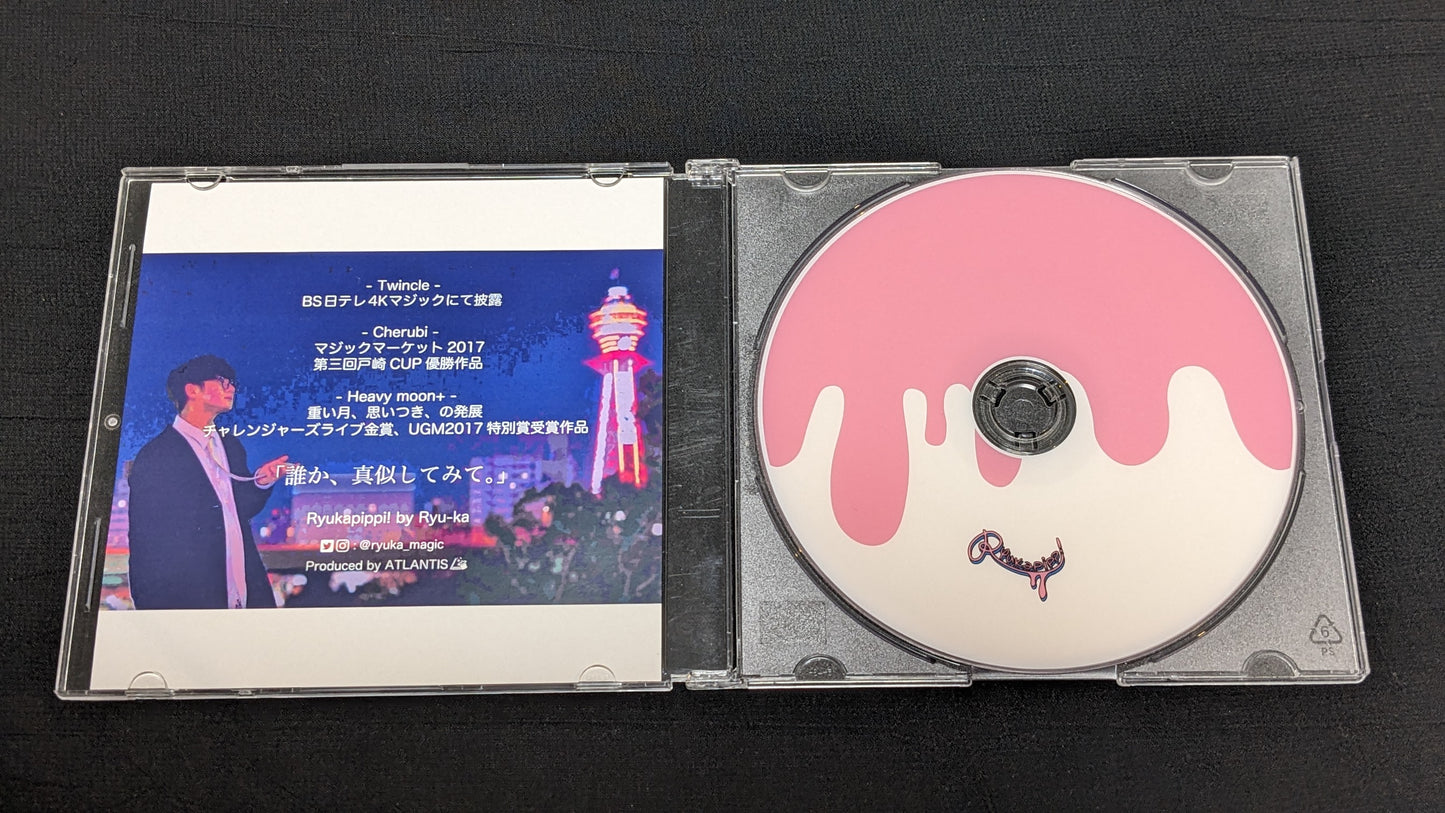 - Twincle -
BS日テレ4Kマジックにて披露
- Cherubi -
マジックマーケット 2017
第三回戸崎 CUP 優勝作品
- Heavy moon+ -
重い月、思いつき、の発展
チャレンジャーズライブ金賞、UGM2017 特別賞受賞作品
「誰か、真似してみて。」
Ryukapippi! by Ryu-ka
: @ryuka_magic
Produced by ATLANTIS
Ryukapippi
6
PS